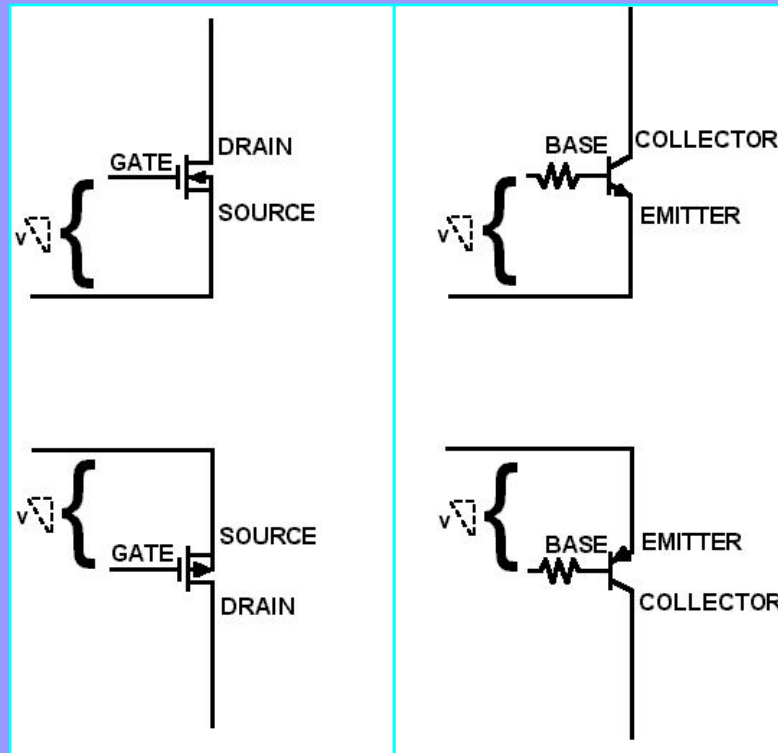 DRAIN
GATE
SOURCE
V
BASE
COLLECTOR
EMITTER
V
SOURCE
GATE
DRAIN
V
EMITTER
BASE
COLLECTOR
V